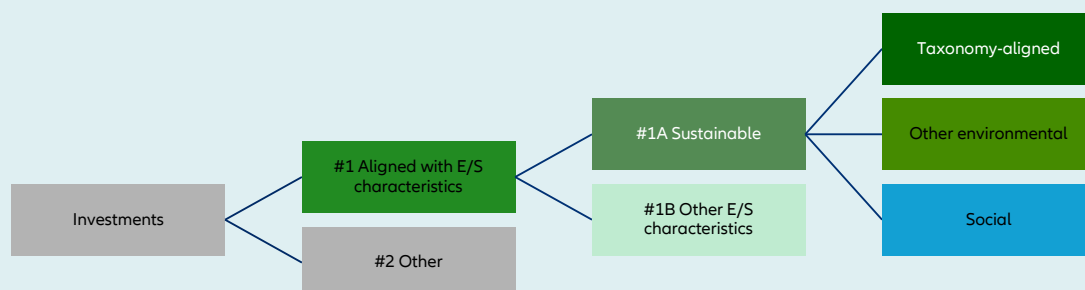 Investments
#1 Aligned with E/S
characteristics
#2 Other
#1A Sustainable
#1B Other E/S
characteristics
Taxonomy-aligned
Other environmental
Social